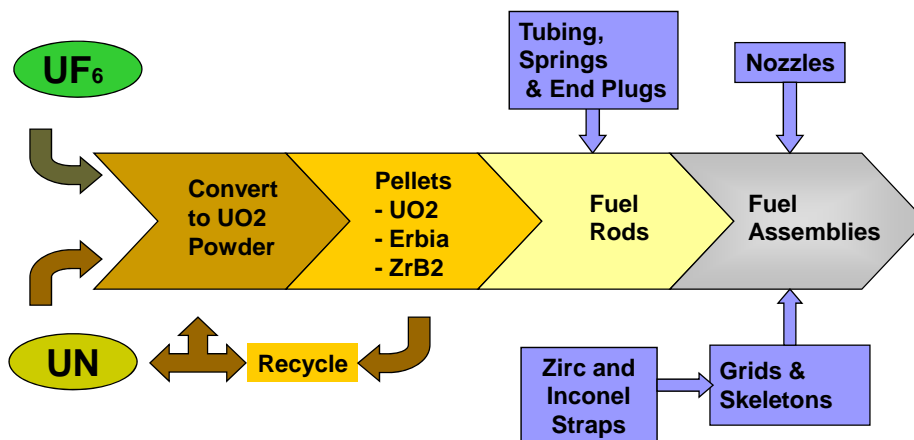 UF6
UN
Convert
to UO2
Powder
Recycle
Pellets
- UO2
- Erbia
- ZrB2
Tubing,
Springs
& End Plugs
Fuel
Rods
Nozzles
Fuel
Assemblies
Zirc and
Inconel
Straps
Grids &
Skeletons